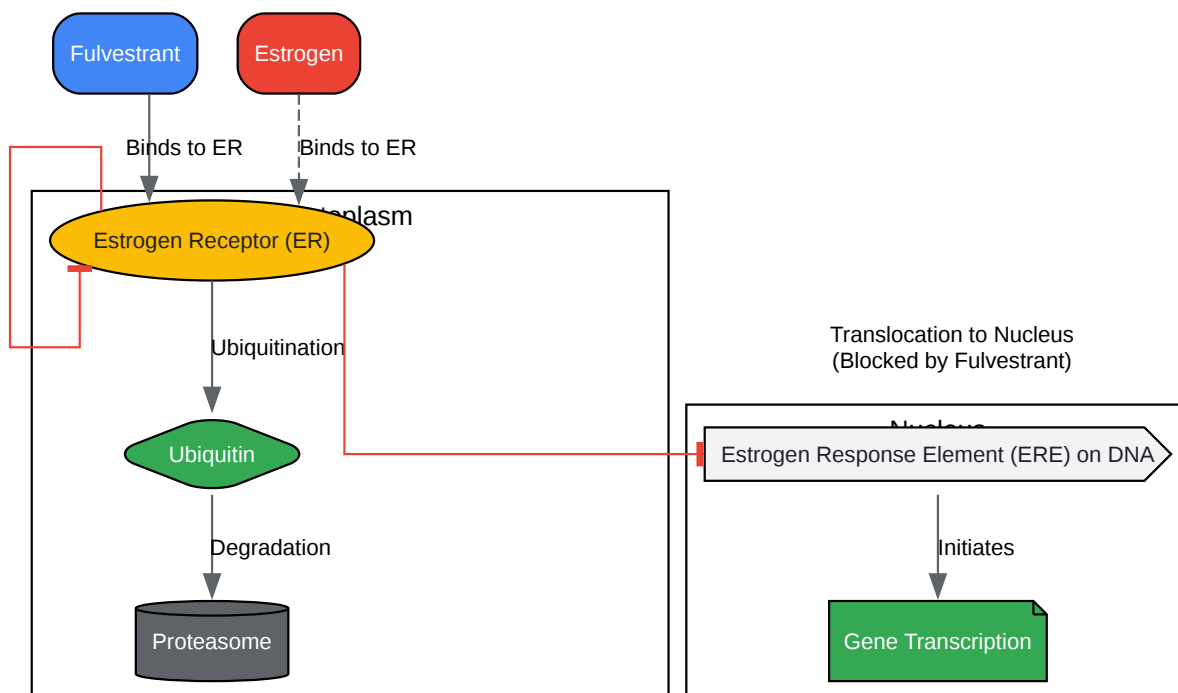 Fulvestrant
Estrogen
Binds to ER
Binds to ER
Estrogen Receptor (ER)
Ubiquitination
Translocation to Nucleus
(Blocked by Fulvestrant)
Ubiquitin
Nucleus
Estrogen Response Element (ERE) on DNA
Degradation
Initiates
Proteasome
Gene Transcription